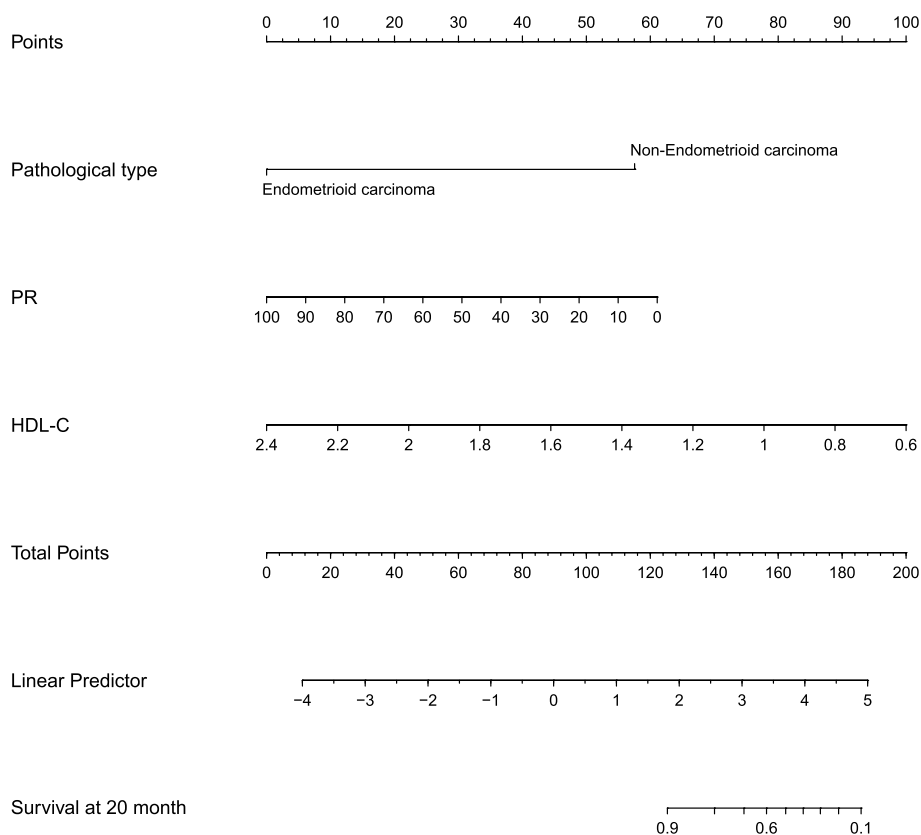 0 10 20 30 40 50 60 70 80 90 100
Points
Non-Endometrioid carcinoma
Pathological type
Endometrioid carcinoma
PR
100 90 80 70 60 50 40 30 20 10 0
HDL-C
2.4 2.2 2 1.8 1.6 1.4 1.2 1 0.8 0.6
Total Points
0 20 40 60 80 100 120 140 160 180 200
Linear Predictor
−4 −3 −2 −1 0 1 2 3 4 5
Survival at 20 month
0.9 0.6 0.1